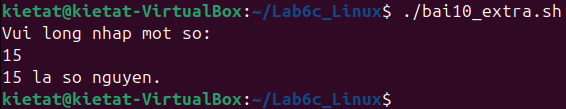 kietat@kietat-VirtualBox:~/Lab6c_Linux$ ./bai10_extra.sh
Vui long nhap mot so:
15
15 la so nguyen.
kietat@kietat-VirtualBox:~/Lab6c_Linux$